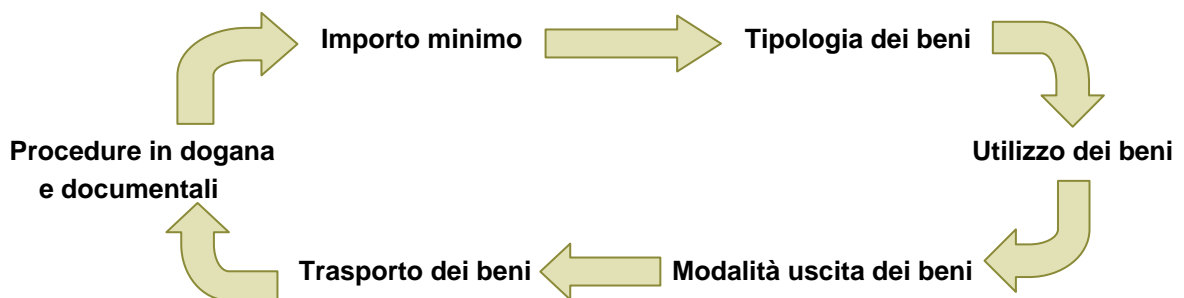 Importo minimo
Tipologia dei beni
Procedure in dogana
e documentali
Utilizzo dei beni
Trasporto dei beni
Modalità uscita dei beni